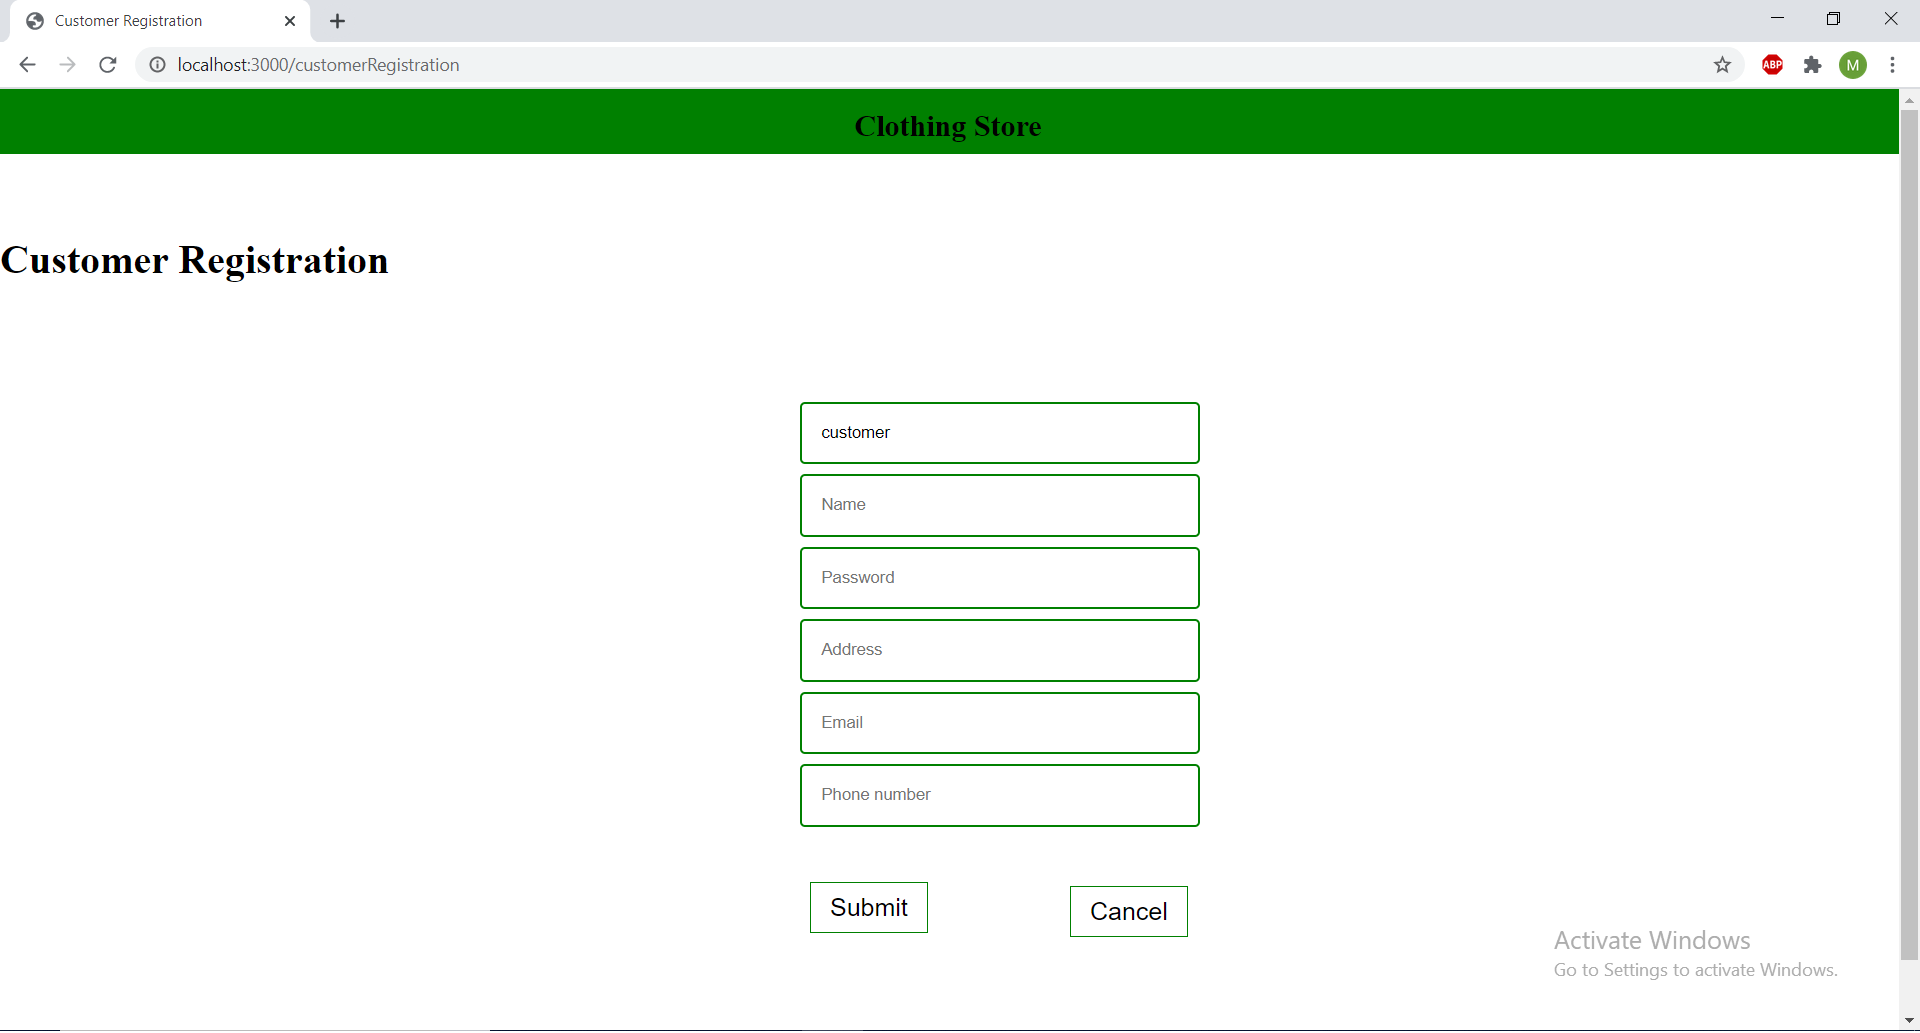 Customer Registration
localhost:3000/customerRegistration
ABP
M
Clothing Store
Customer Registration
customer
Name
Password
Address
Email
Phone number
Submit
Cancel
Activate Windows
Go to Settings to activate Windows.